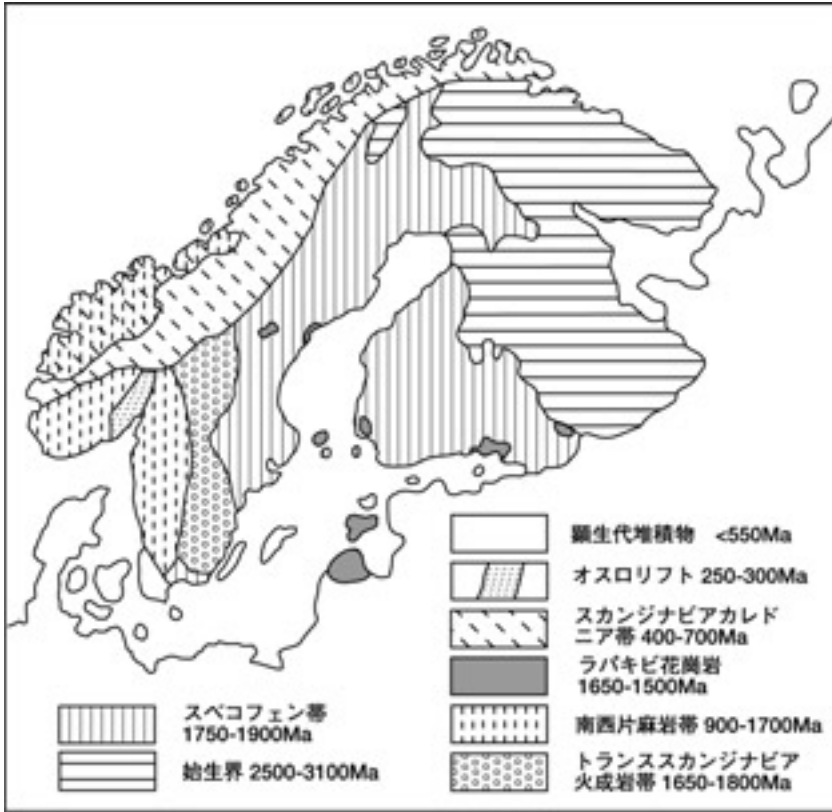 顕生代堆積物 <550Ma
オスロリフト 250-300Ma
スカンジナビアカレド
ニア帯 400-700Ma
ラパキビ花崗岩
1650-1500Ma
南西片麻岩帯 900-1700Ma
トランススカンジナビア
火成岩帯 1650-1800Ma
スベコフェン帯
1750-1900Ma
始生界 2500-3100Ma